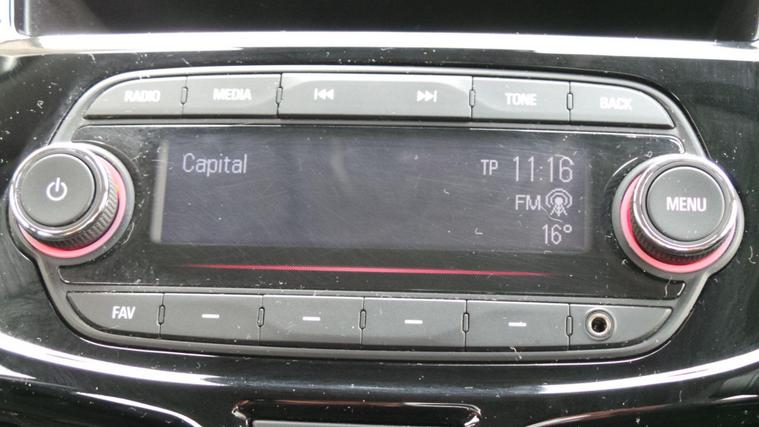 RADIO MEDIA TONE BACK
Capital TP 11:16
FM
16°
MENU
FAV